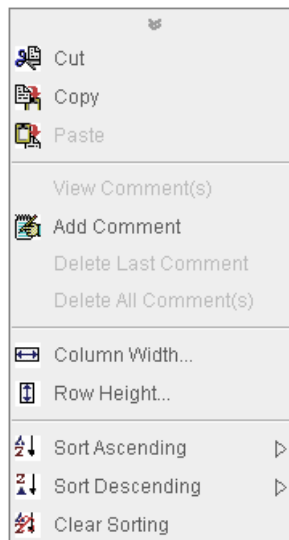 Cut
Copy
Paste
View Comment(s)
Add Comment
Delete Last Comment
Delete All Comment(s)
Column Width...
Row Height...
Sort Ascending
Sort Descending
Clear Sorting